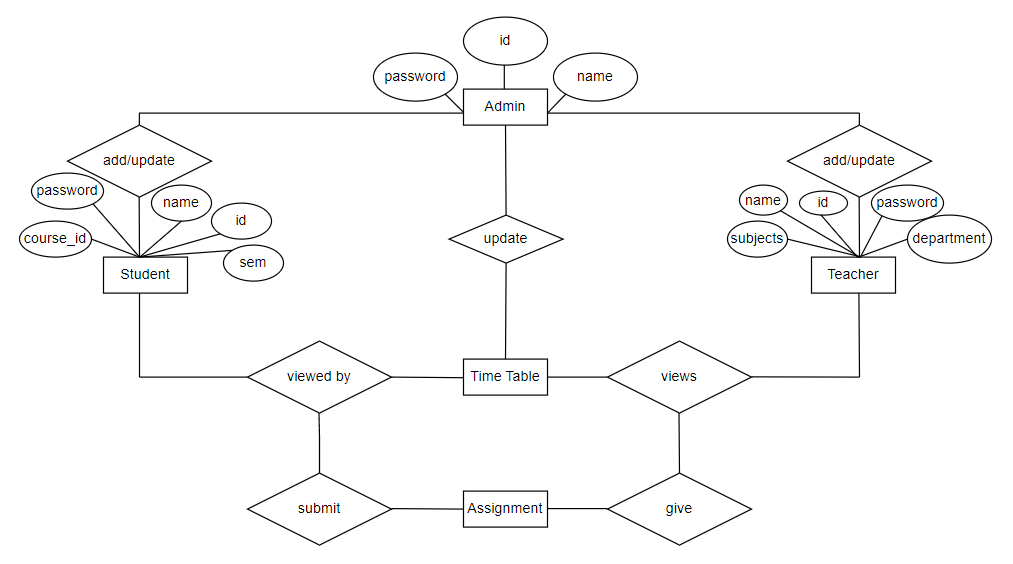 id
password
name
Admin
add/update
add/update
password
name
id
course_id
sem
Student
update
name
id
password
subjects
department
Teacher
viewed by
Time Table
views
submit
Assignment
give